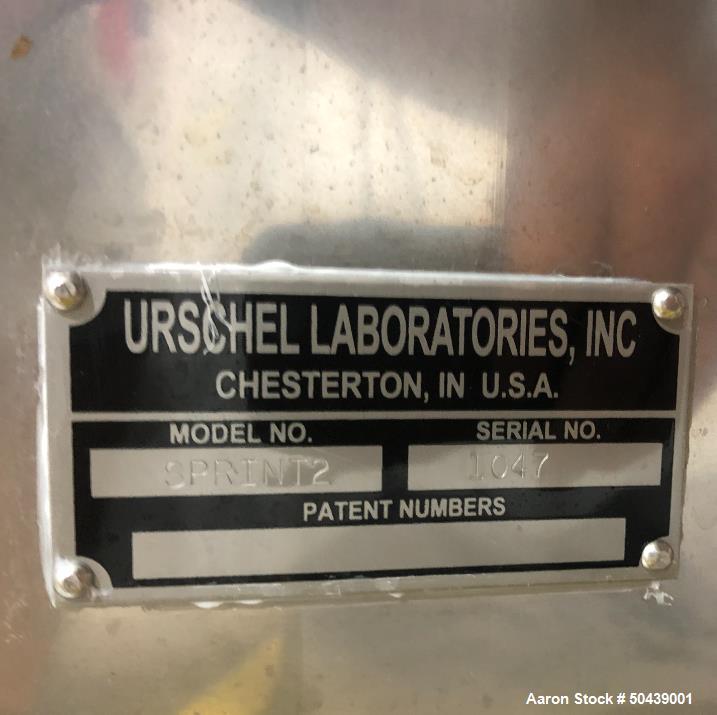 URSCHEL LABORATORIES, INC
CHESTERTON, IN U.S.A.
MODEL NO. SERIAL NO.
SPRINT2 1047
PATENT NUMBERS
Aaron Stock # 50439001